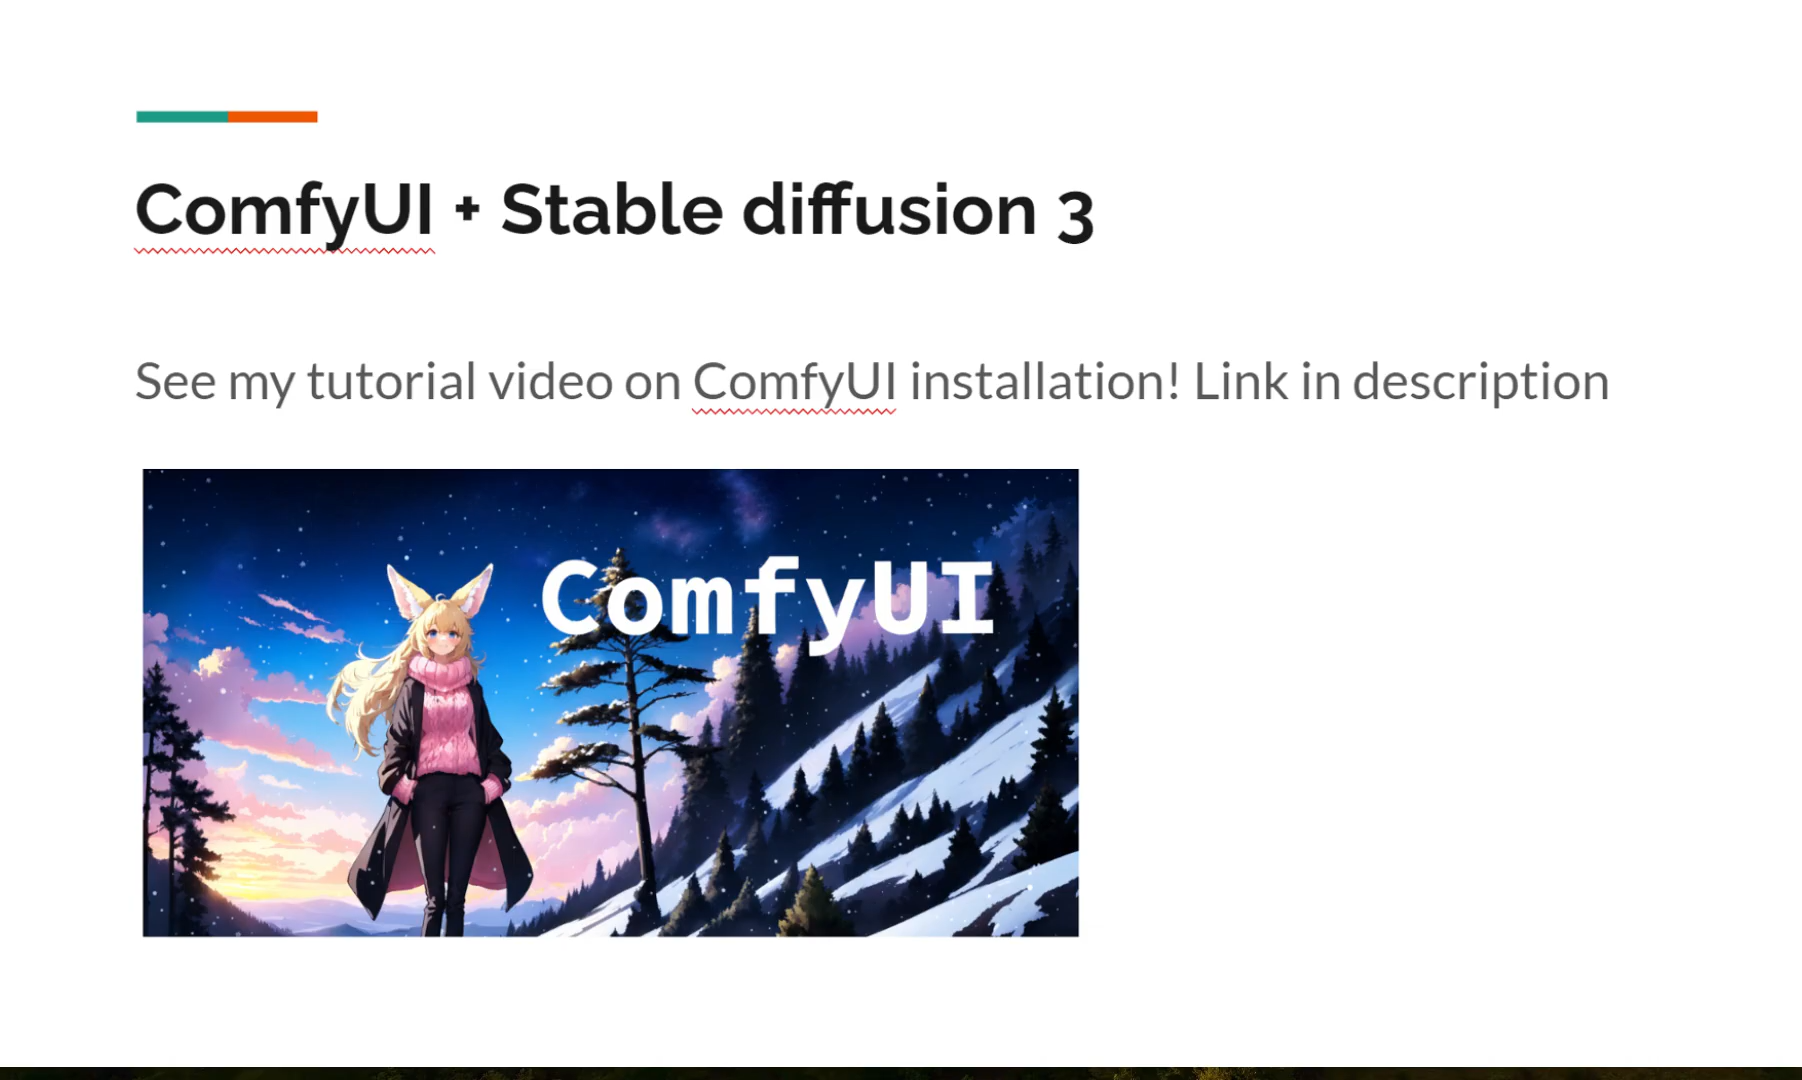 ComfyUI + Stable diffusion 3
See my tutorial video on ComfyUI installation! Link in description
ComfyUI